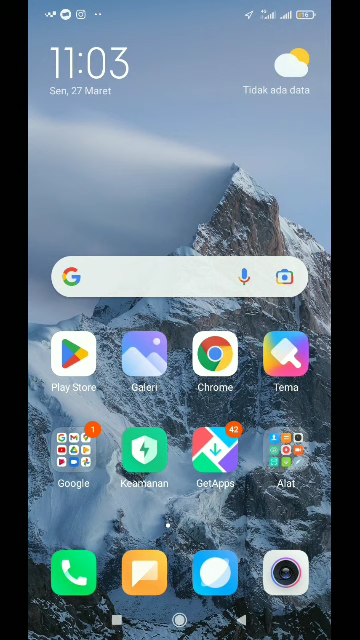 11:03
Sen, 27 Maret
Tidak ada data
Play Store
Galeri
Chrome
Tema
1
42
Google
Keamanan
GetApps
Alat